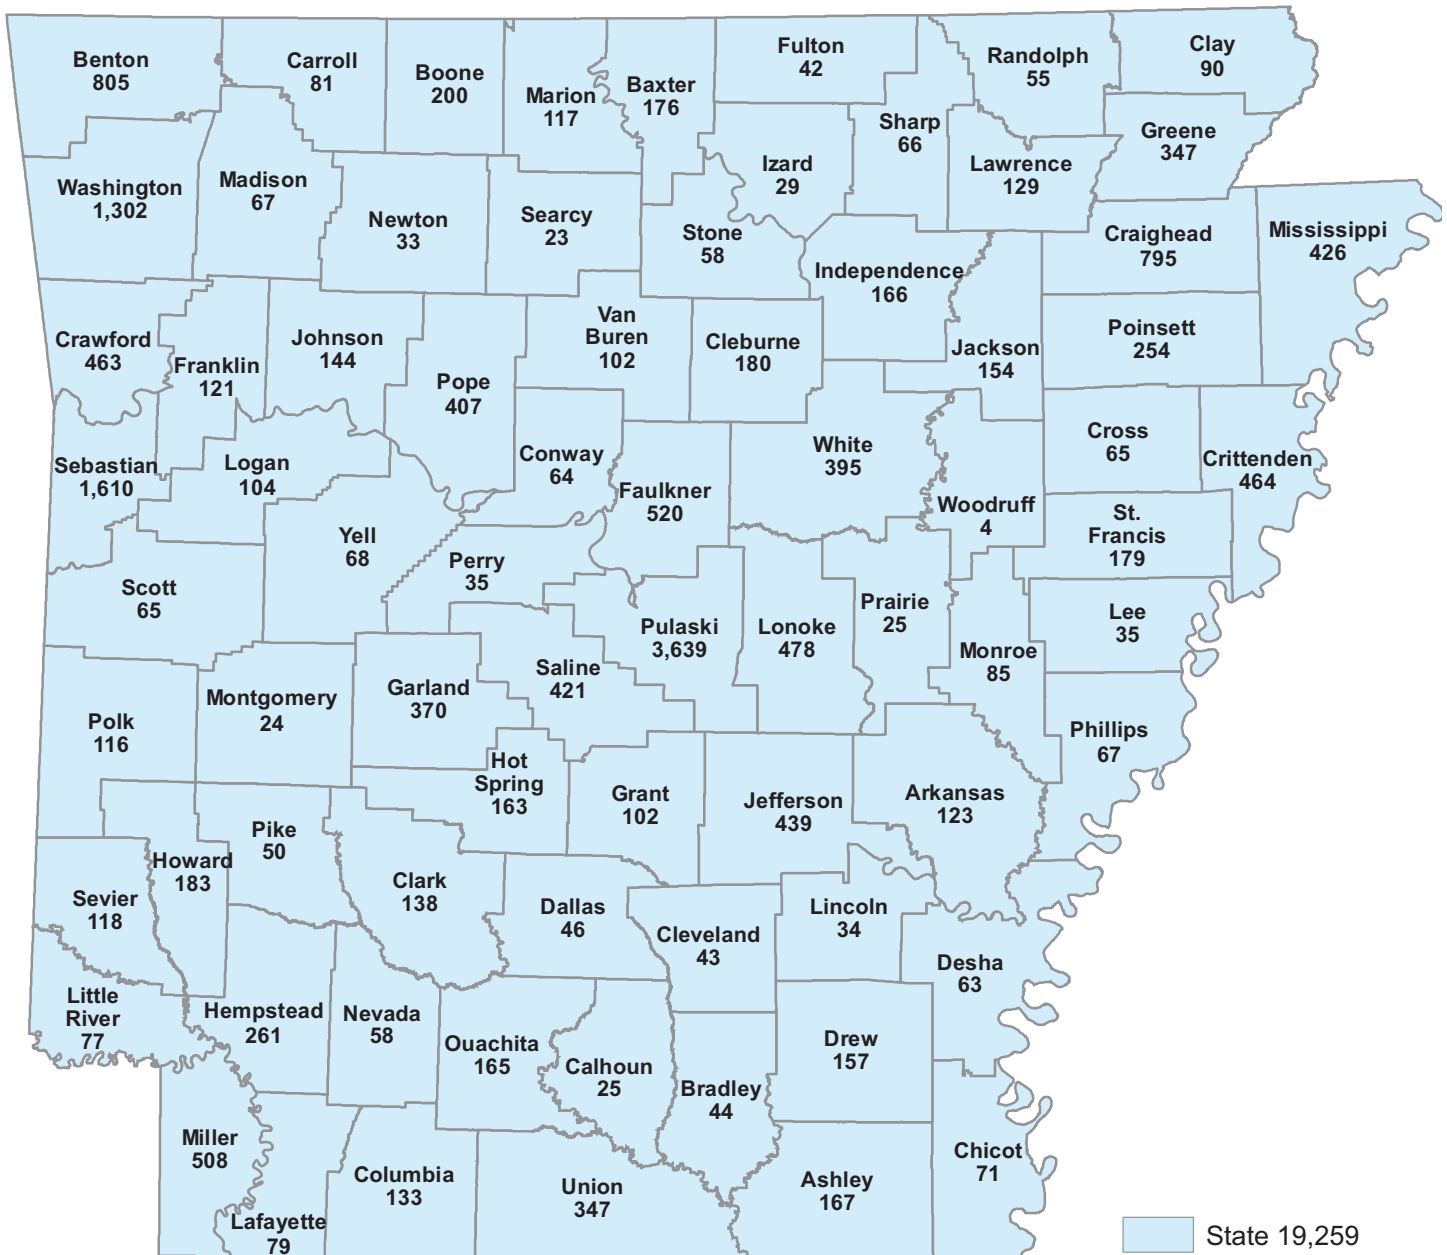 Benton
805
Carroll
81
Boone
200
Marion
117
Baxter
176
Fulton
42
Sharp
66
Randolph
55
Clay
90
Greene
347
Washington
1,302
Madison
67
Newton
33
Searcy
23
Stone
58
Izard
29
Lawrence
129
Independence
166
Craighead
795
Mississippi
426
Crawford
463
Franklin
121
Johnson
144
Pope
407
Van
Buren
102
Cleburne
180
Jackson
154
Poinsett
254
Sebastian
1,610
Logan
104
Conway
64
Faulkner
520
White
395
Woodruff
4
Cross
65
Crittenden
464
St.
Francis
179
Scott
65
Yell
68
Perry
35
Pulaski
3,639
Lonoke
478
Prairie
25
Monroe
85
Lee
35
Polk
116
Montgomery
24
Garland
370
Saline
421
Phillips
67
Hot
Spring
163
Grant
102
Jefferson
439
Arkansas
123
Sevier
118
Howard
183
Pike
50
Clark
138
Dallas
46
Cleveland
43
Lincoln
34
Desha
63
Little
River
77
Hempstead
261
Nevada
58
Ouachita
165
Calhoun
25
Bradley
44
Drew
157
Miller
508
Lafayette
79
Columbia
133
Union
347
Ashley
167
Chicot
71
State 19,259